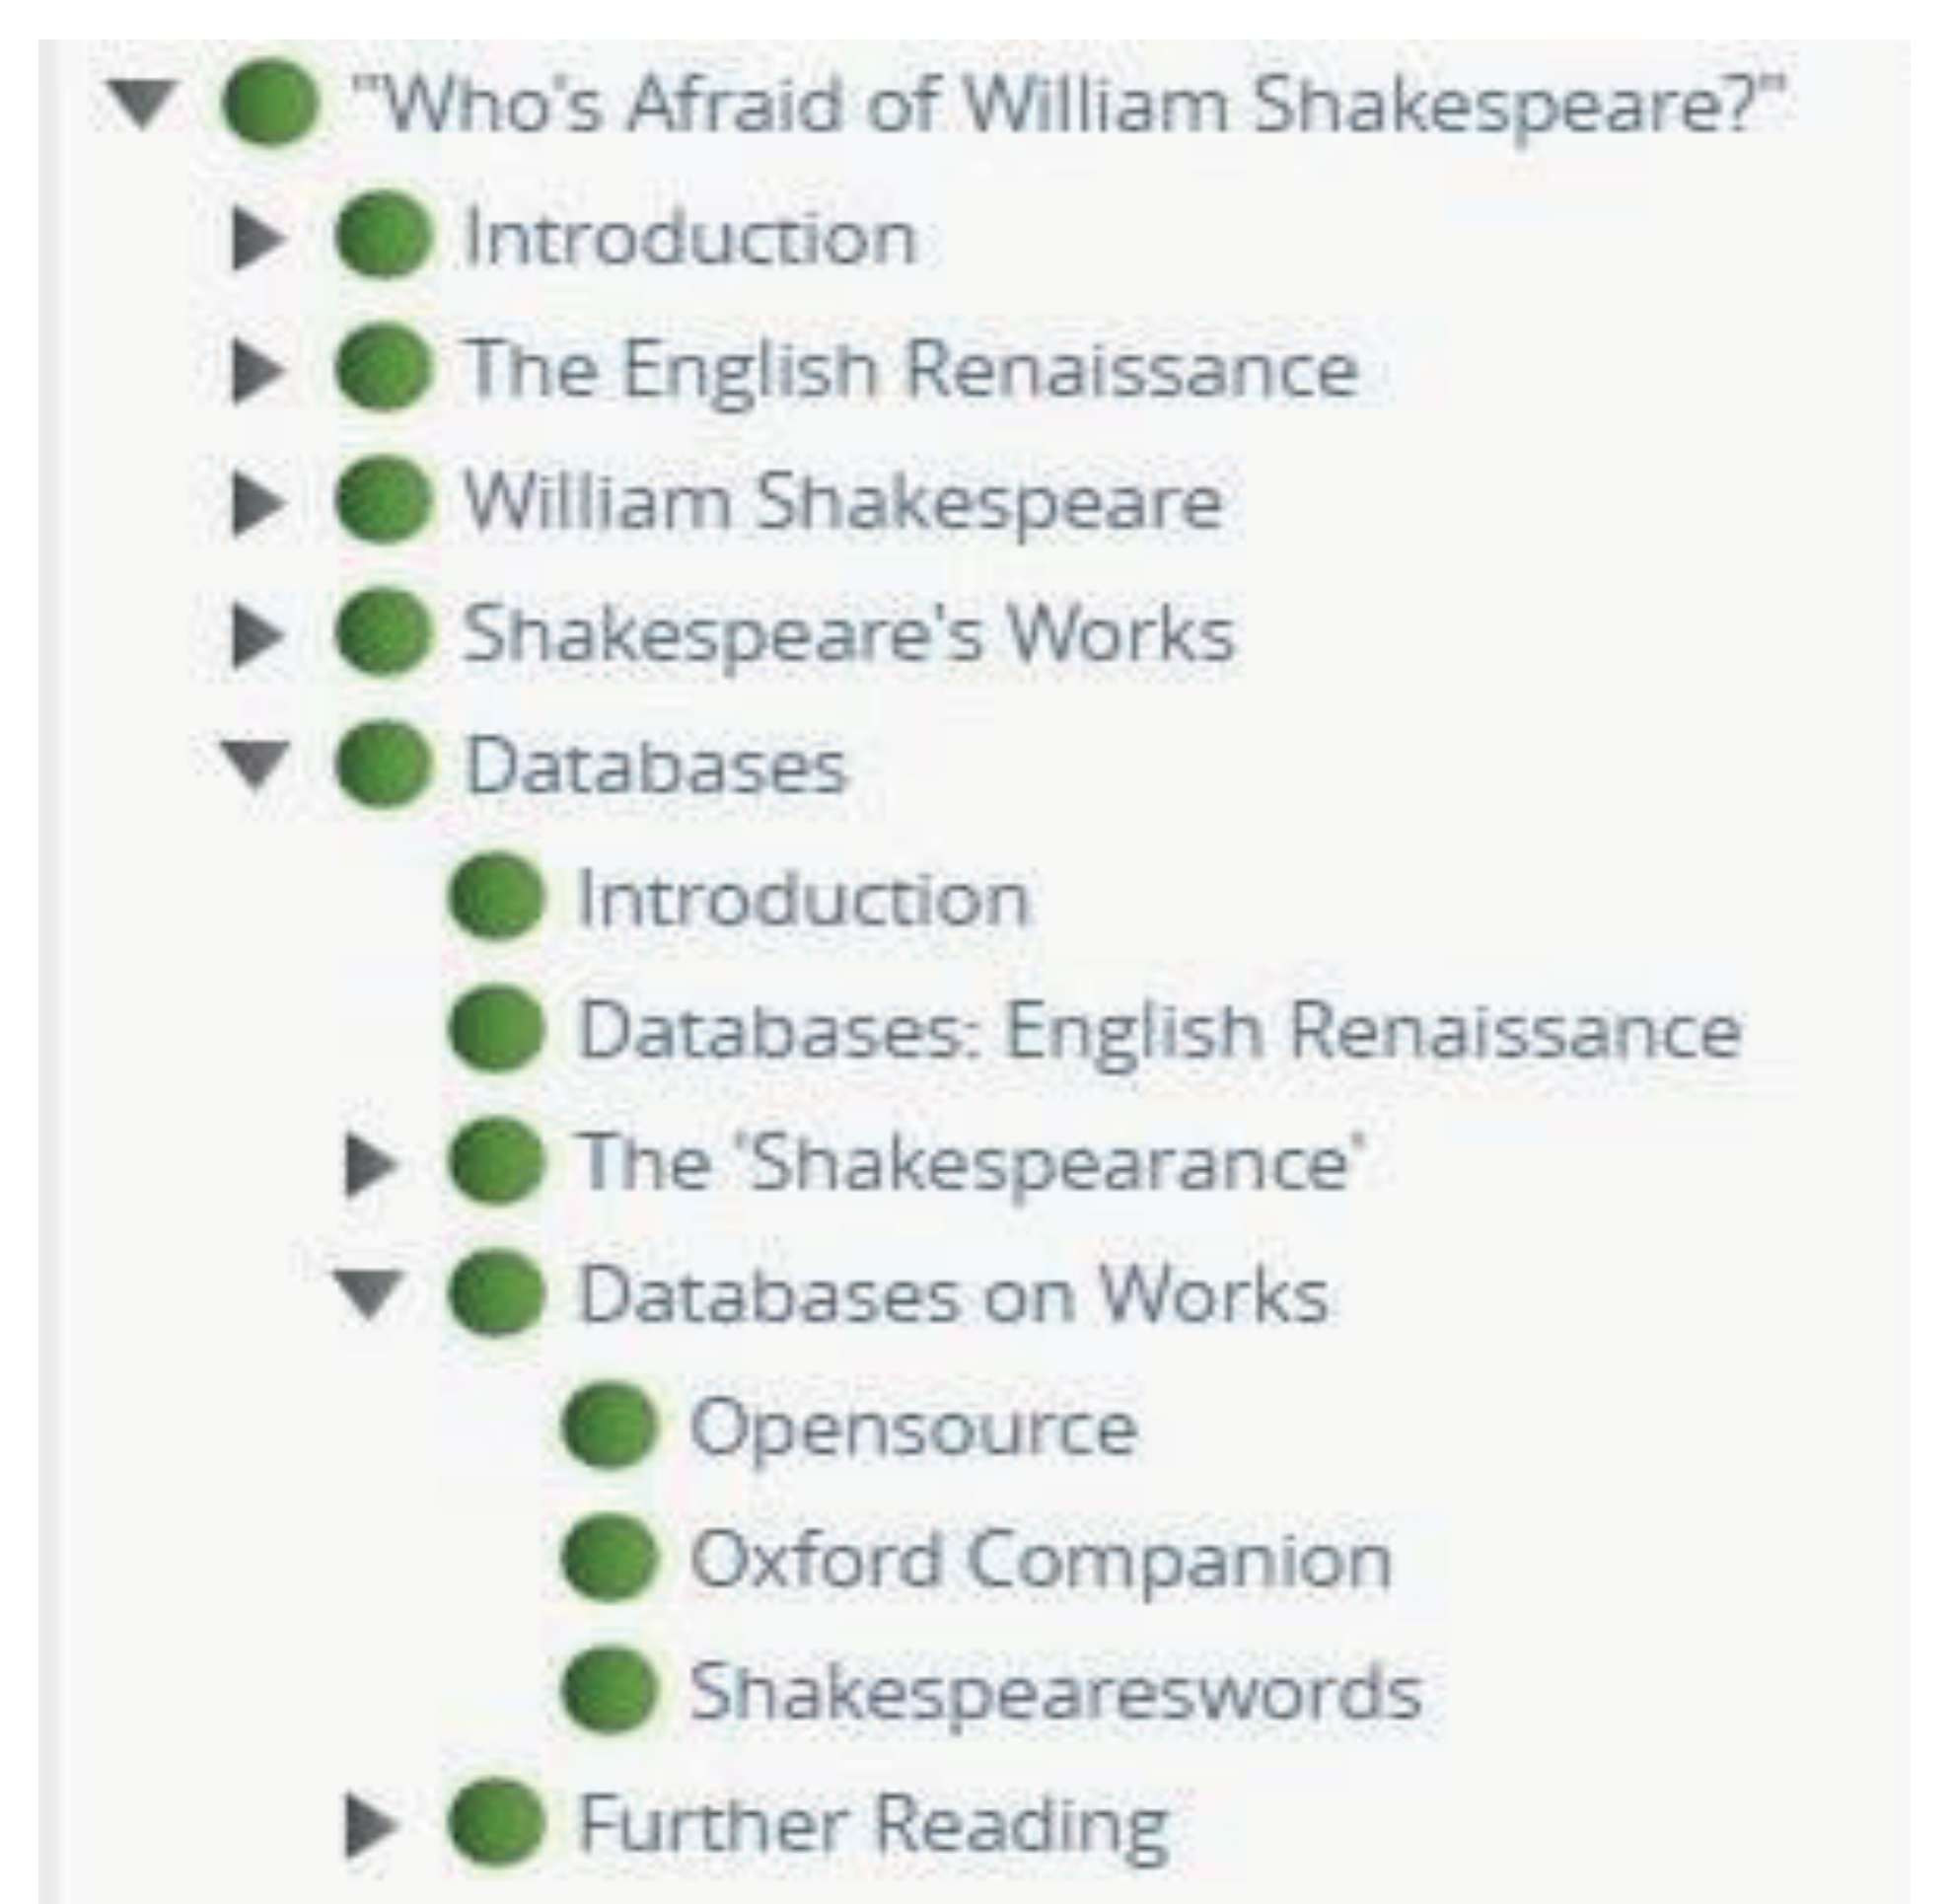 "'Who's Afraid of William Shakespeare?"
Introduction
The English Renaissance
William Shakespeare
Shakespeare's Works
Databases
Introduction
Databases: English Renaissance
The 'Shakespearance'
Databases on Works
Opensource
Oxford Companion
Shakespeareswords
Further Reading